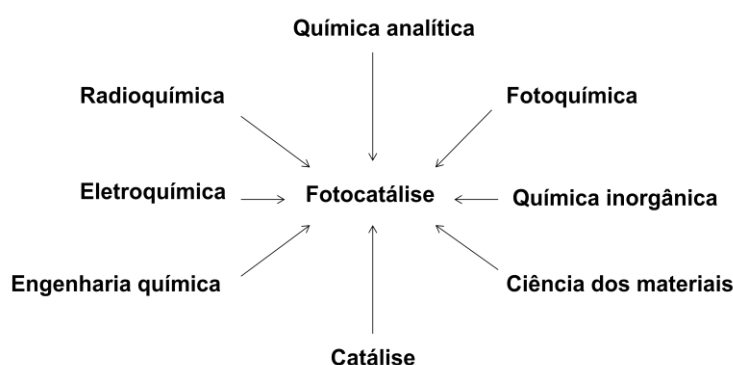 Química analítica
Radioquímica
Fotoquímica
Eletroquímica
Fotocatálise
Química inorgânica
Engenharia química
Ciência dos materiais
Catálise